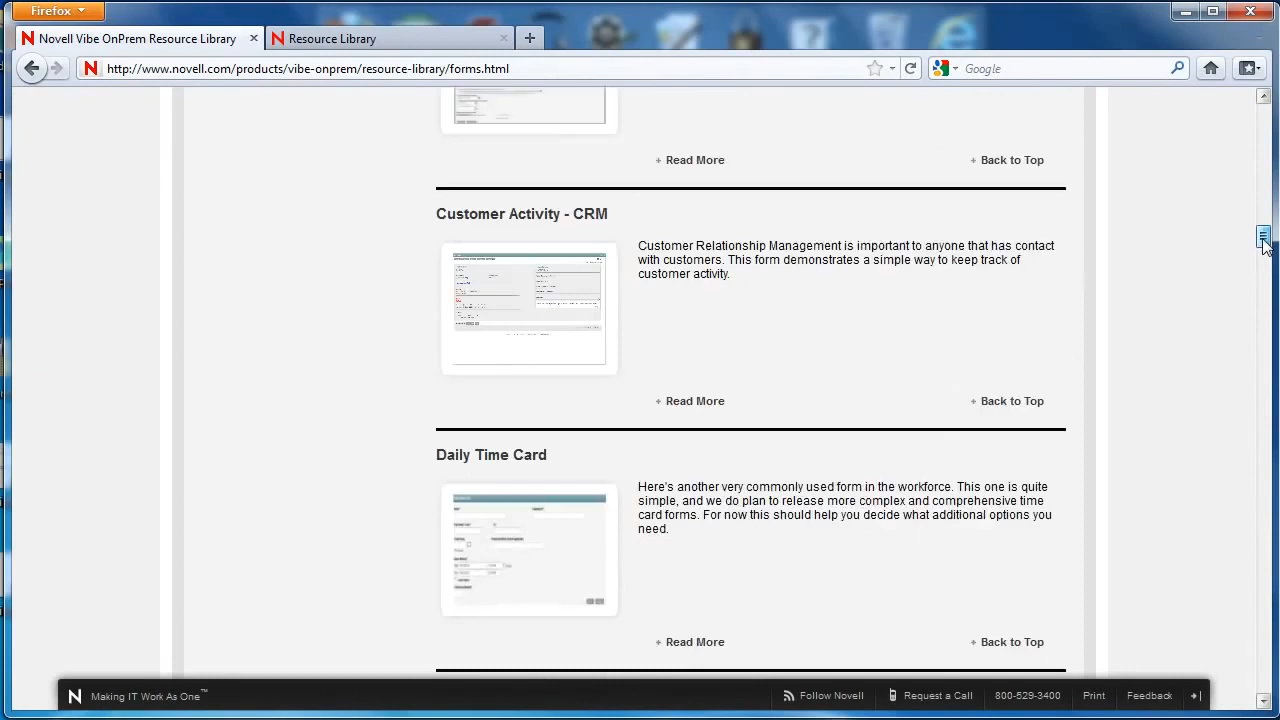 Firefox
Novell Vibe OnPrem Resource Library
Resource Library
http://www.novell.com/products/vibe-onprem/resource-library/forms.html
Google
Read More
Back to Top
Customer Activity - CRM
Customer Relationship Management is important to anyone that has contact
with customers. This form demonstrates a simple way to keep track of
customer activity.
Read More
Back to Top
Daily Time Card
Here's another very commonly used form in the workforce. This one is quite
simple, and we do plan to release more complex and comprehensive time
card forms. For now this should help you decide what additional options you
need.
Read More
Back to Top
N Making IT Work As One™
Follow Novell
Request a Call
800-529-3400
Print
Feedback